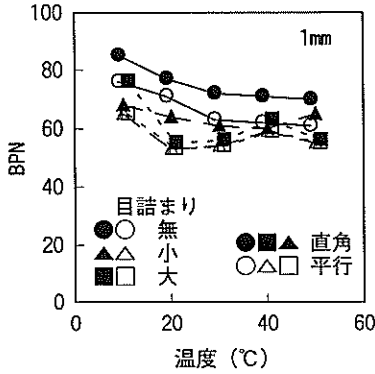 100
1mm
80
60
BPN
目詰まり
●○ 無
●■▲ 直角
40
▲△ 小
○△□ 平行
■□ 大
20
0
0 20 40 60
温度 (℃)